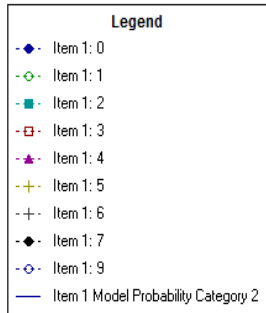 Legend
Item 1: 0
Item 1: 1
Item 1: 2
Item 1: 3
Item 1: 4
Item 1: 5
Item 1: 6
Item 1: 7
Item 1: 9
Item 1 Model Probability Category 2